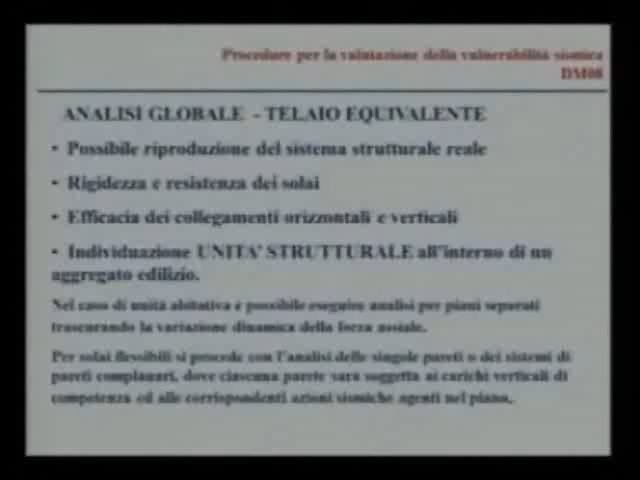 Procedure per la valutazione della vulnerabilità sismica
DM08
ANALISI GLOBALE - TELAIO EQUIVALENTE
• Possibile riproduzione del sistema strutturale reale
• Rigidezza e resistenza dei solai
• Efficacia dei collegamenti orizzontali e verticali
• Individuazione UNITA' STRUTTURALE all'interno di un
aggregato edilizio.
Nel caso di unità abitativa è possibile eseguire analisi per piani separati
trascurando la variazione dinamica della forza assiale.
Per solai flessibili si procede con l'analisi delle singole pareti o dei sistemi di
pareti complanari, dove ciascuna parete sarà soggetta ai carichi verticali di
competenza ed alle corrispondenti azioni sismiche agenti nel piano.